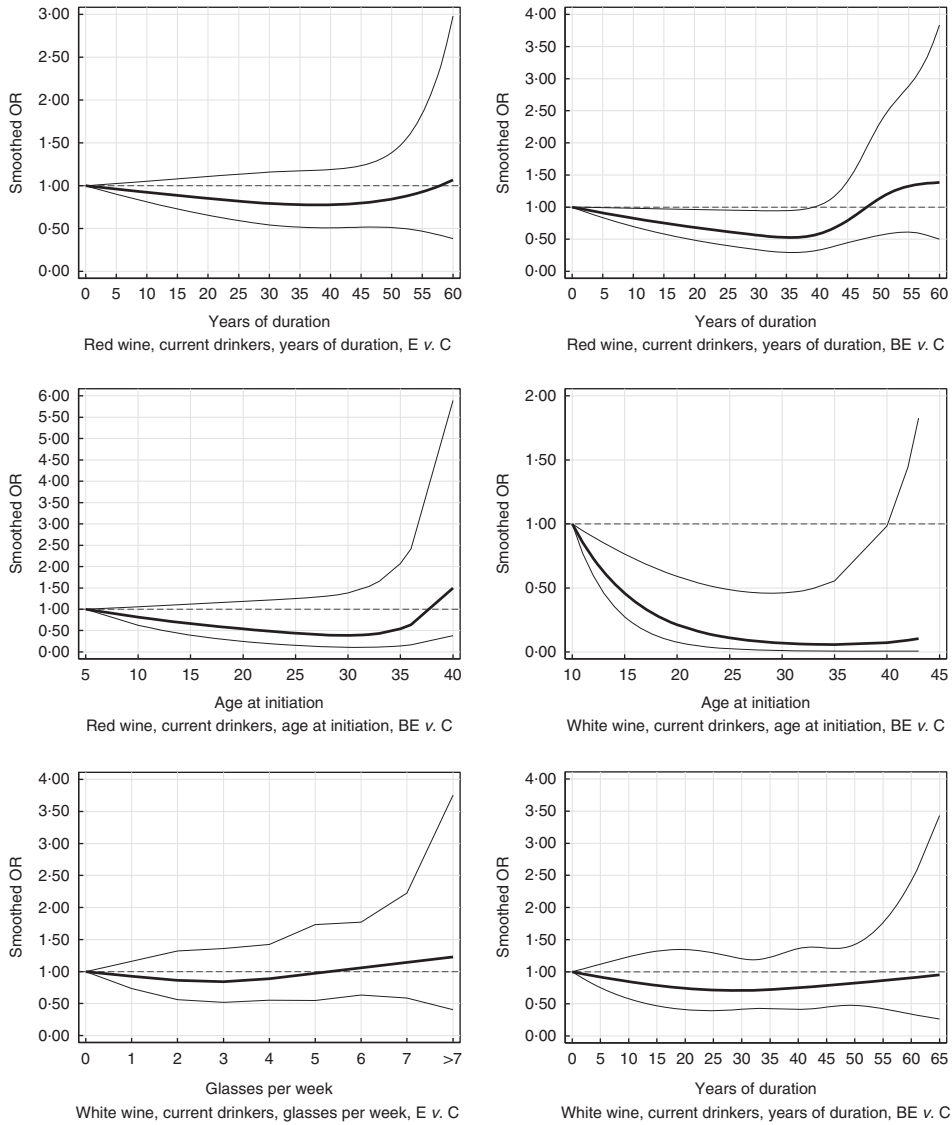 3·00
2·50
2·00
1·50
1·00
0·50
0·00
Smoothed OR
0 5 10 15 20 25 30 35 40 45 50 55 60
Years of duration
Red wine, current drinkers, years of duration, E v. C
4·00
3·50
3·00
2·50
2·00
1·50
1·00
0·50
0·00
Smoothed OR
0 5 10 15 20 25 30 35 40 45 50 55 60
Years of duration
Red wine, current drinkers, years of duration, BE v. C
6·00
5·50
5·00
4·50
4·00
3·50
3·00
2·50
2·00
1·50
1·00
0·50
0·00
Smoothed OR
5 10 15 20 25 30 35 40
Age at initiation
Red wine, current drinkers, age at initiation, BE v. C
2·00
1·50
1·00
0·50
0·00
Smoothed OR
10 15 20 25 30 35 40 45
Age at initiation
White wine, current drinkers, age at initiation, BE v. C
4·00
3·50
3·00
2·50
2·00
1·50
1·00
0·50
0·00
Smoothed OR
0 1 2 3 4 5 6 7 >7
Glasses per week
White wine, current drinkers, glasses per week, E v. C
4·00
3·50
3·00
2·50
2·00
1·50
1·00
0·50
0·00
Smoothed OR
0 5 10 15 20 25 30 35 40 45 50 55 60 65
Years of duration
White wine, current drinkers, years of duration, BE v. C